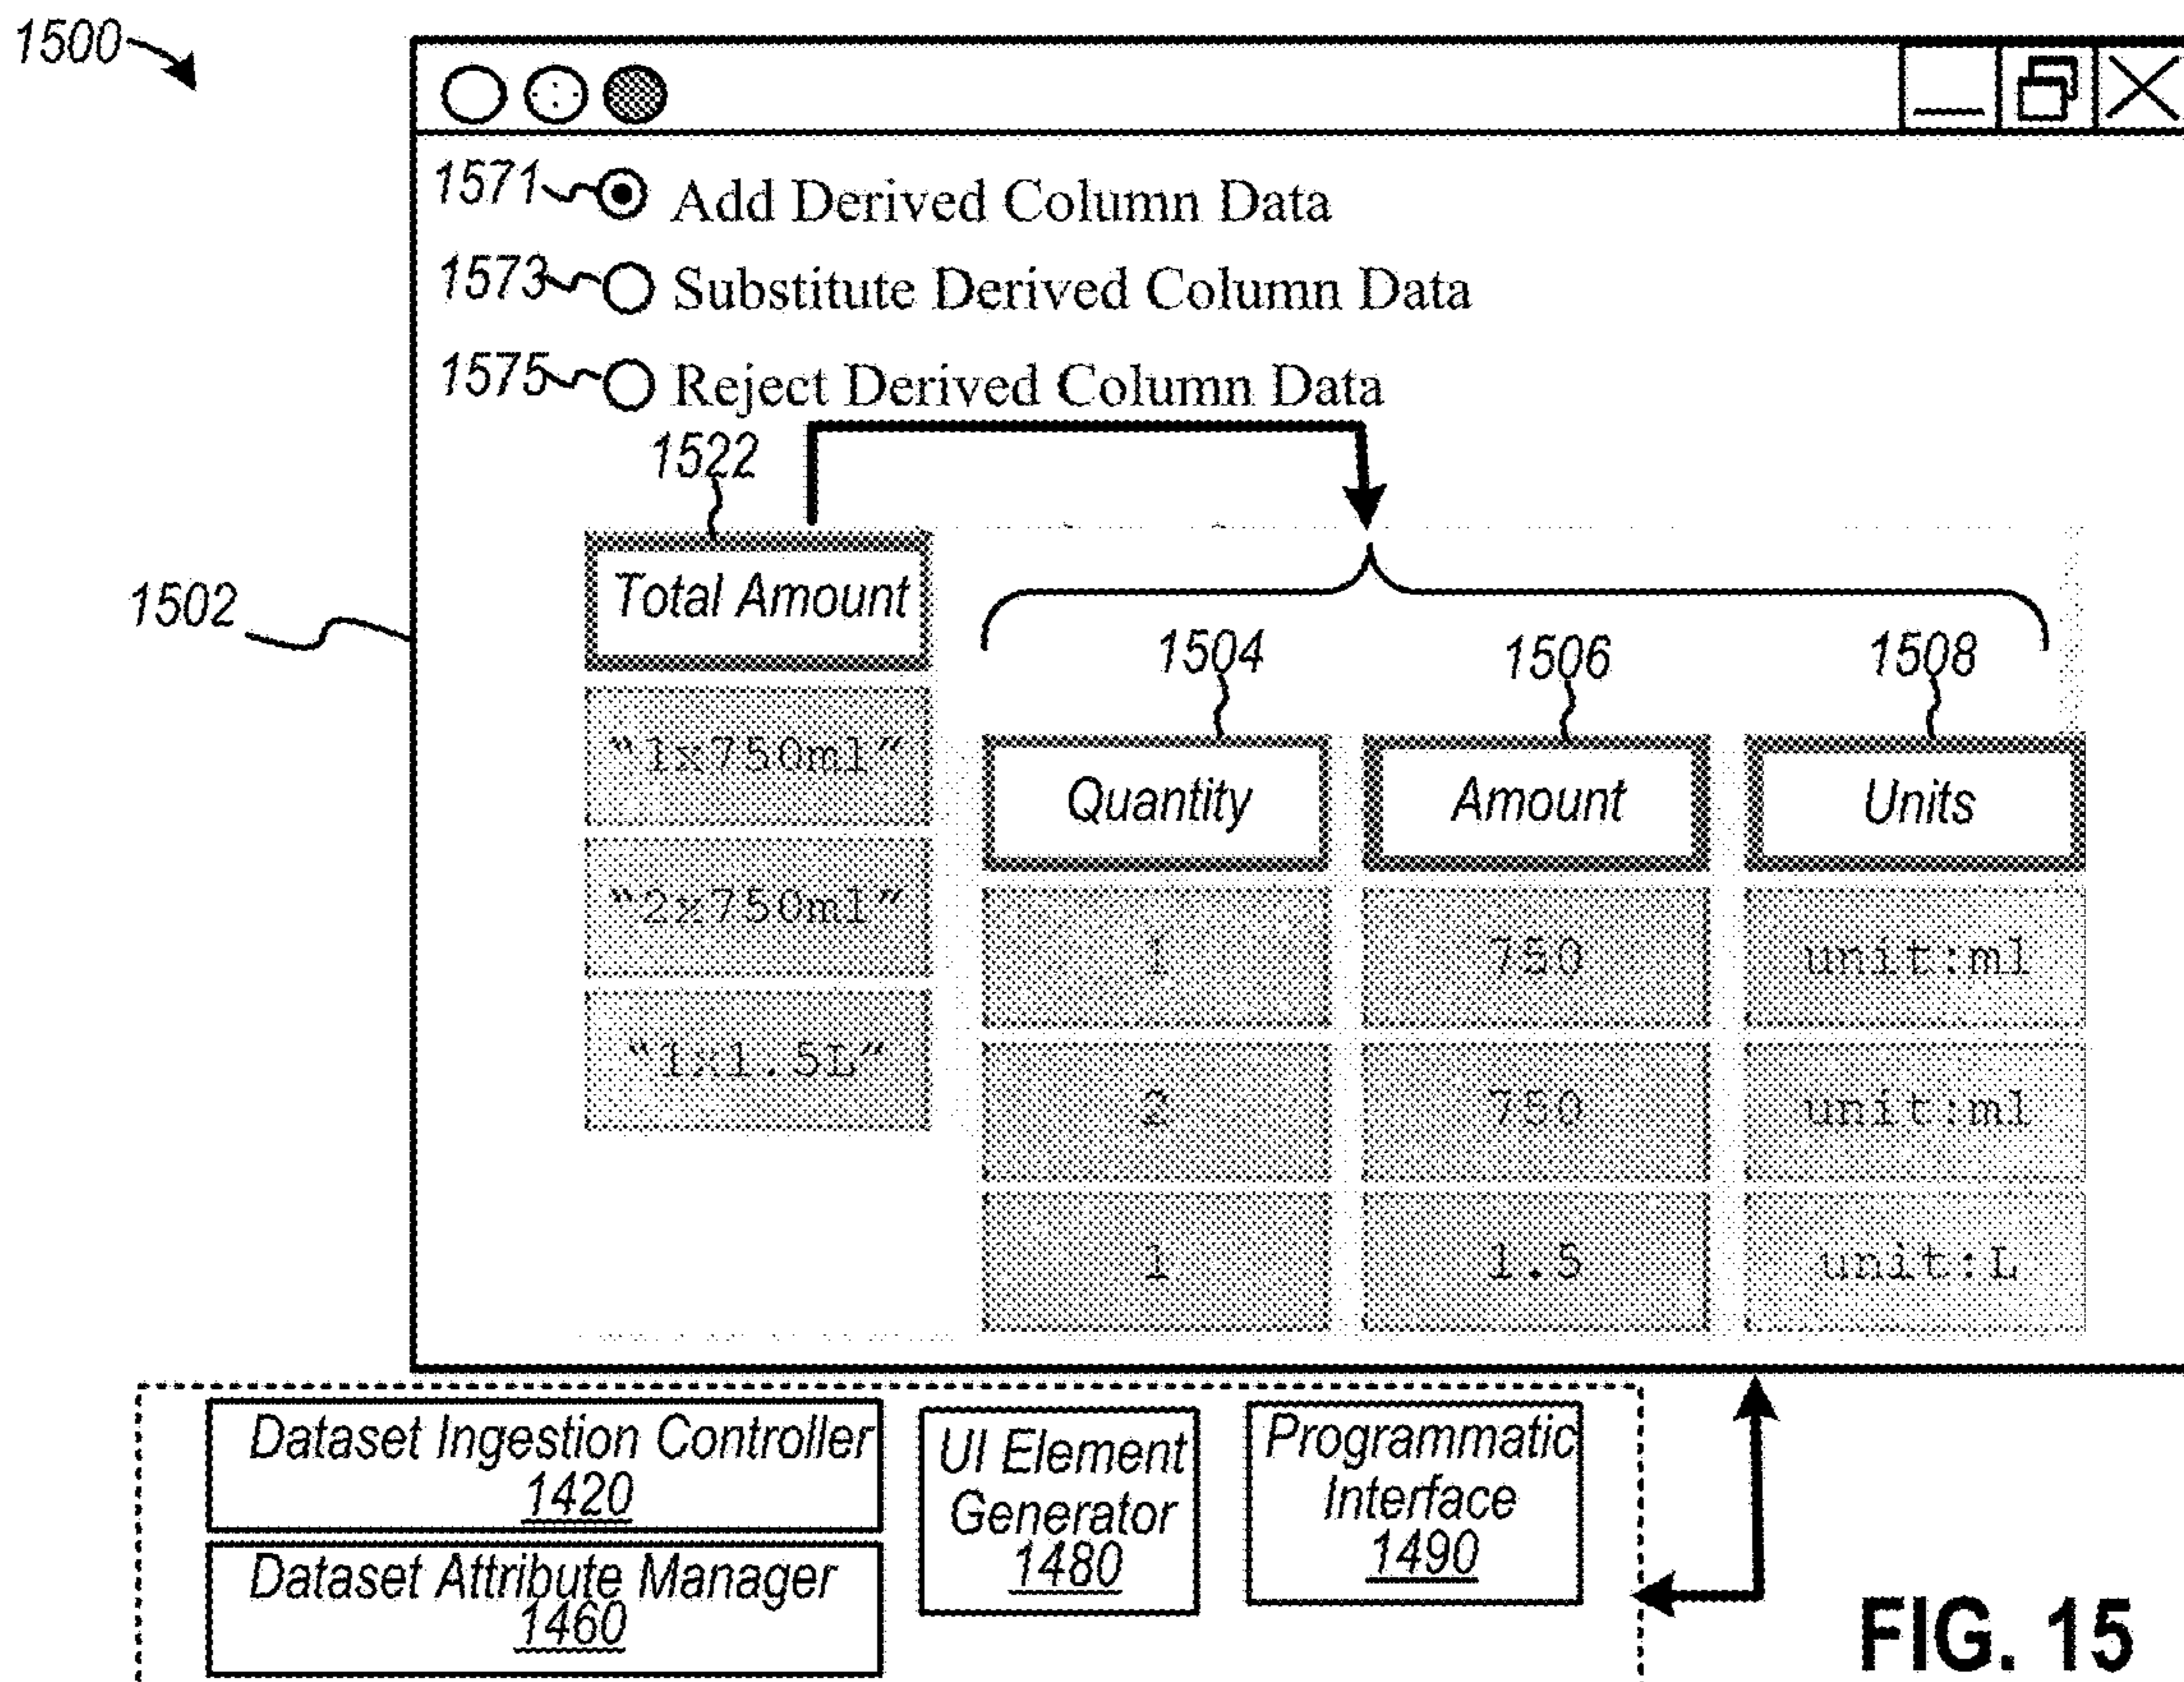 1500
1571 Add Derived Column Data
1573 Substitute Derived Column Data
1575 Reject Derived Column Data
1522
1502
Total Amount
"1x750ml"
"2x750ml"
"1x1.5L"
1504 1506 1508
Quantity Amount Units
1 750 unit:ml
2 750 unit:ml
1 1.5 unit:L
Dataset Ingestion Controller
1420
Dataset Attribute Manager
1460
UI Element
Generator
1480
Programmatic
Interface
1490
FIG. 15